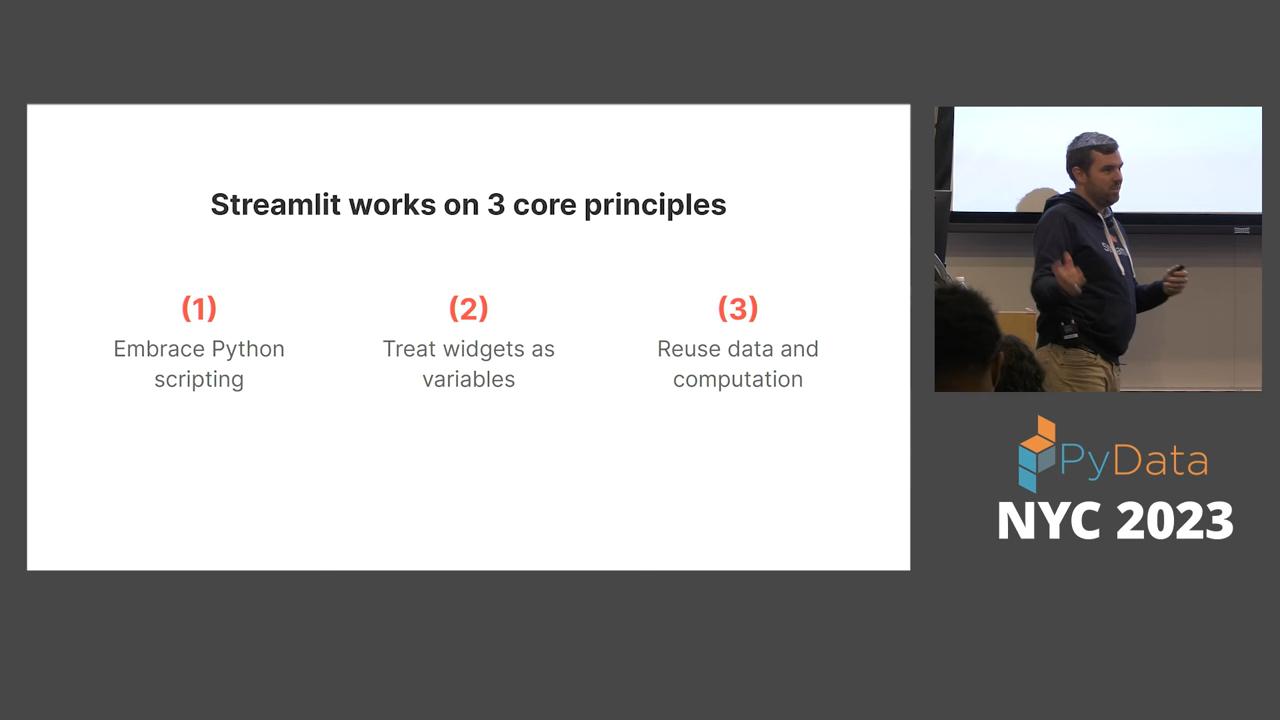 Streamlit works on 3 core principles
(1)
Embrace Python
scripting
(2)
Treat widgets as
variables
(3)
Reuse data and
computation
PyData
NYC 2023